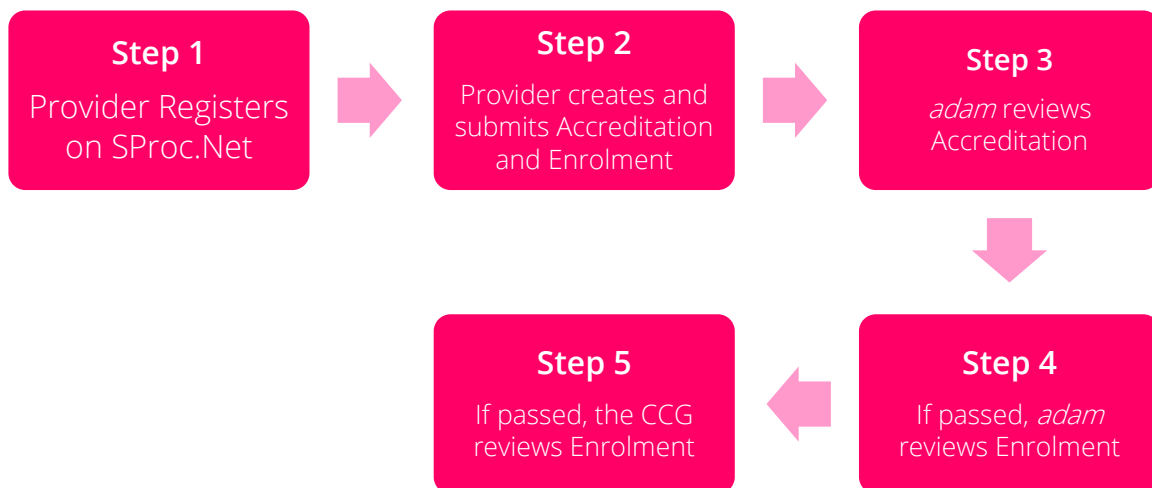 Step 1
Provider Registers
on SProc.Net
Step 2
Provider creates and
submits Accreditation
and Enrolment
Step 3
adam reviews
Accreditation
Step 4
If passed, adam
reviews Enrolment
Step 5
If passed, the CCG
reviews Enrolment